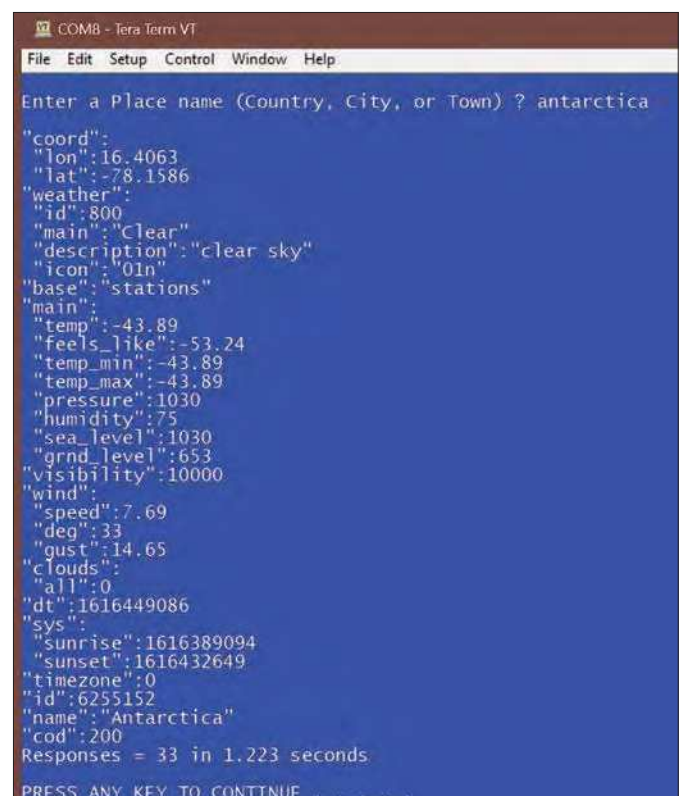 COM8 - Tera Term VT
File Edit Setup Control Window Help
Enter a Place name (Country, City, or Town) ? antarctica
"coord":
"lon":16.4063
"lat":-78.1586
"weather":
"id":800
"main":"Clear"
"description":"clear sky"
"icon":"01n"
"base":"stations"
"main":
"temp":-43.89
"feels_like":-53.24
"temp_min":-43.89
"temp_max":-43.89
"pressure":1030
"humidity":75
"sea_level":1030
"grnd_level":653
"visibility":10000
"wind":
"speed":7.69
"deg":33
"gust":14.65
"clouds":
"all":0
"dt":1616449086
"sys":
"sunrise":1616389094
"sunset":1616432649
"timezone":0
"id":6255152
"name":"Antarctica"
"cod":200
Responses = 33 in 1.223 seconds
PRESS ANY KEY TO CONTINUE